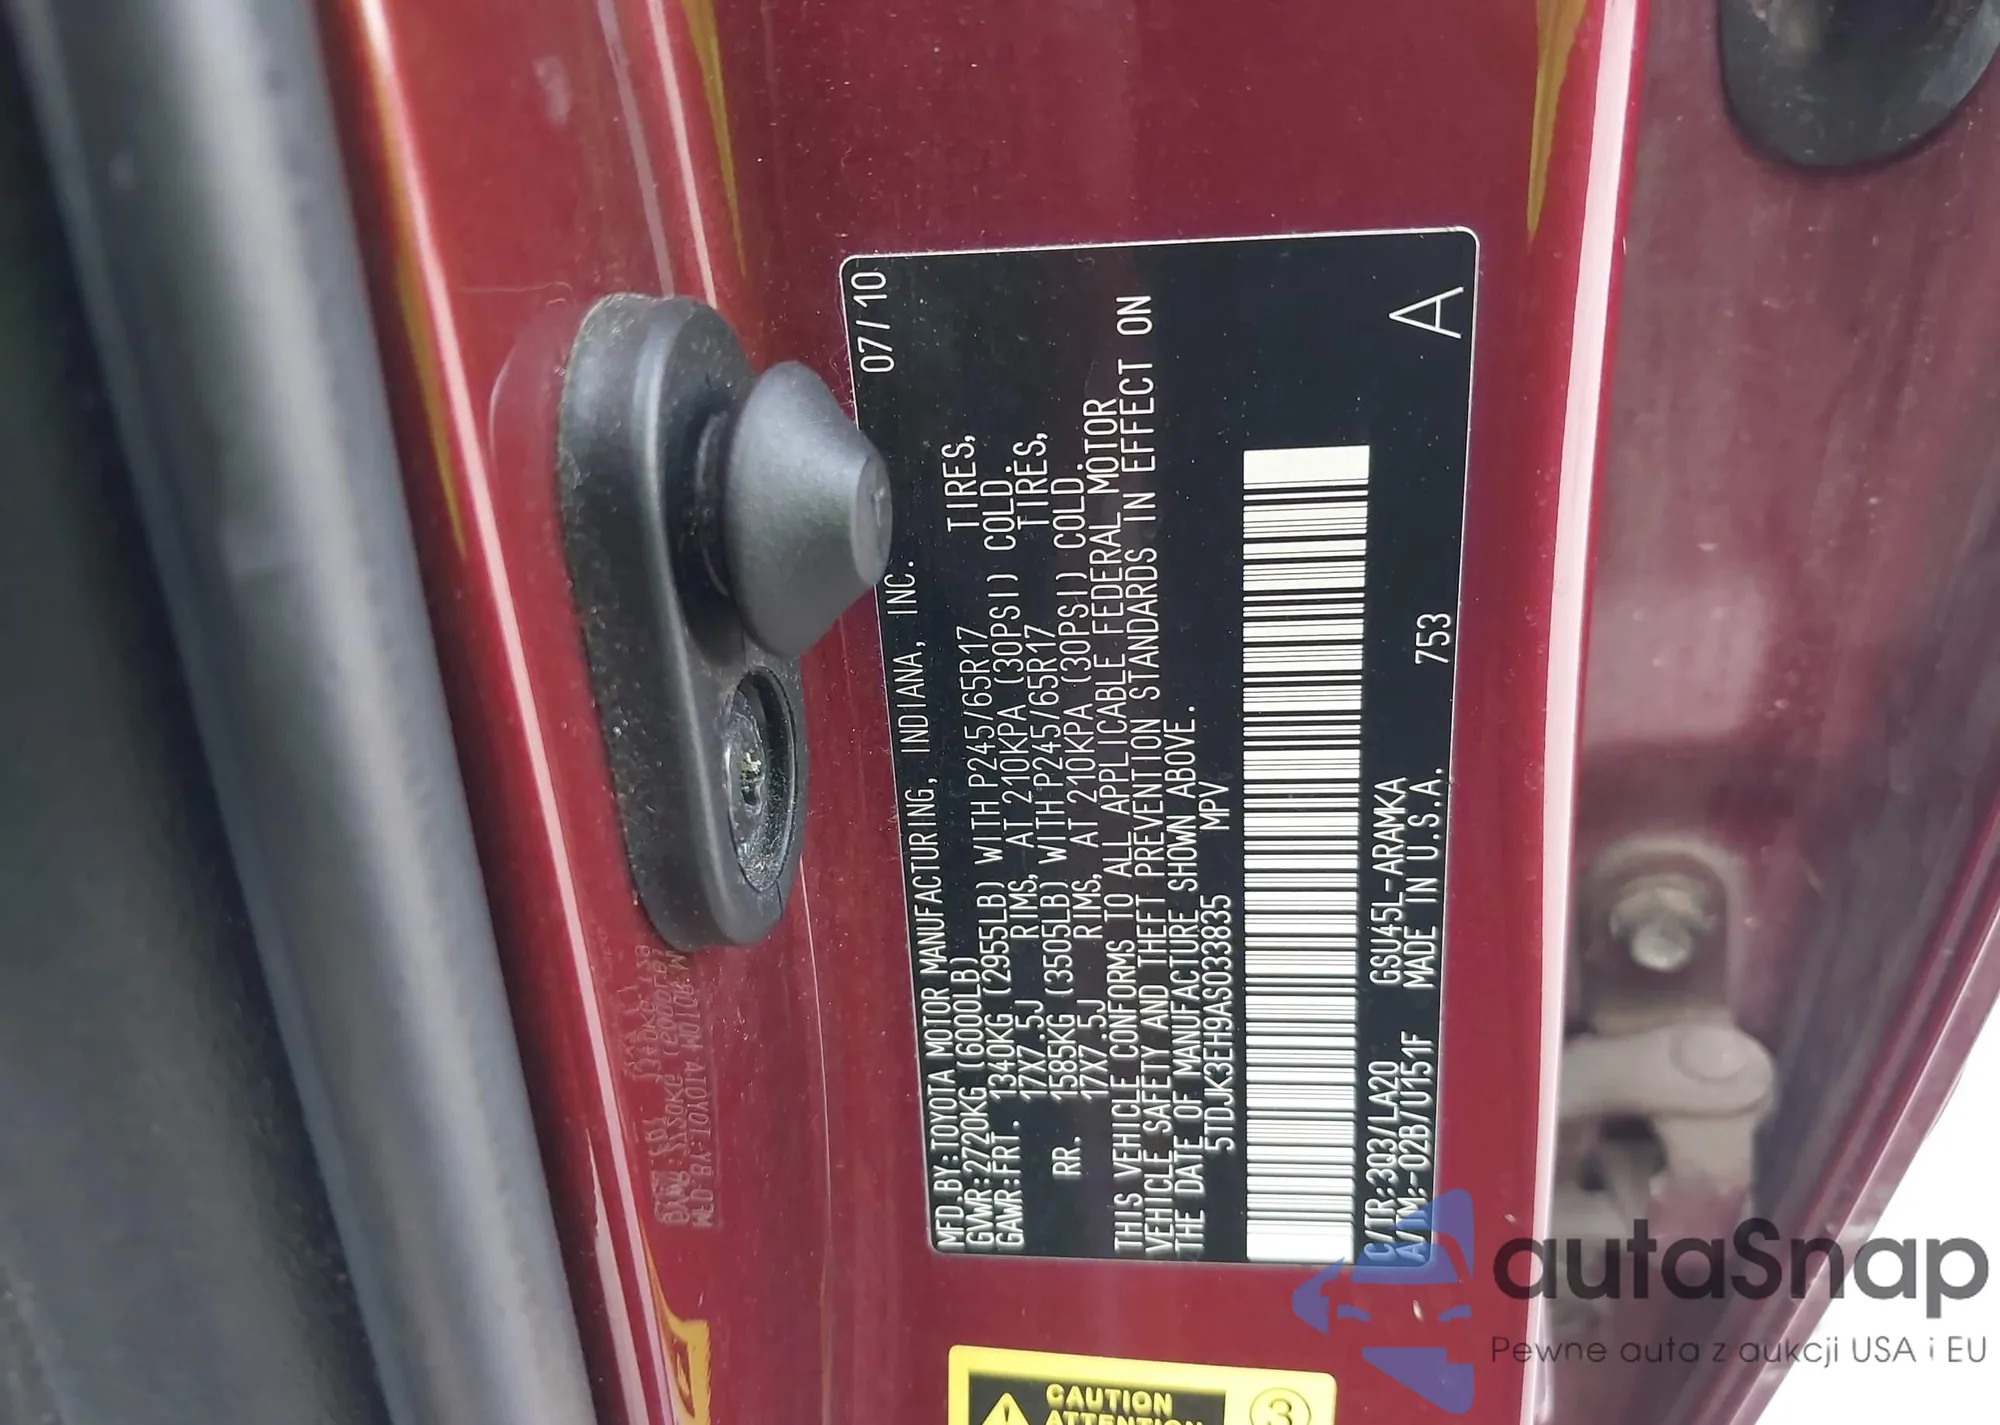 MFD.BY:TOYOTA MOTOR MANUFACTURING, INDIANA, INC. 07/10
GVWR:2720KG (6000LB)
GAWR:FRT. 1340KG (2955LB) WITH P245/65R17 TIRES,
17X7.5J RIMS, AT 210KPA (30PSI) COLD.
RR. 1585KG (3505LB) WITH P245/65R17 TIRES,
17X7.5J RIMS, AT 210KPA (30PSI) COLD.
THIS VEHICLE CONFORMS TO ALL APPLICABLE FEDERAL MOTOR
VEHICLE SAFETY AND THEFT PREVENTION STANDARDS IN EFFECT ON
THE DATE OF MANUFACTURE SHOWN ABOVE.
5TDJK3EH9AS033835 MPV
C/TR:3Q3/LA20 GSU45L-ARAMKA 753 A
A/TM:-02B/U151F MADE IN U.S.A.
CAUTION
ATTENTION
3
autaSnap
Pewne auta z aukcji USA i EU